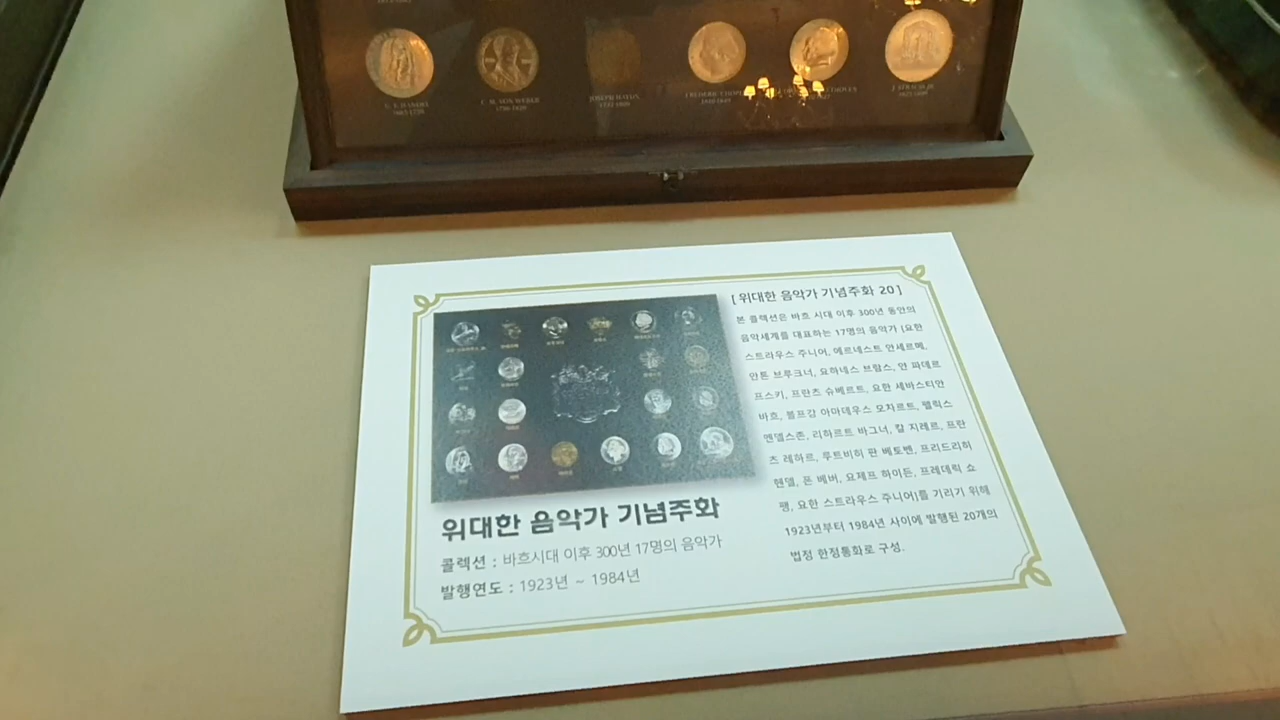 G. F. HANDEL
1685-1759
C. M. VON WEBER
1786-1826
JOSEPH HAYDN
1732-1809
FREDERIC CHOPIN
1810-1849
BEETHOVEN
1827
J. STRAUSS JR.
1825-1899
[ 위대한 음악가 기념주화 20 ]
본 콜렉션은 바흐 시대 이후 300년 동안의
음악세계를 대표하는 17명의 음악가 [요한
스트라우스 주니어, 에르네스트 안세르메,
안톤 브루크너, 요하네스 브람스, 얀 파데르
프스키, 프란츠 슈베르트, 요한 세바스티안
바흐, 볼프강 아마데우스 모차르트, 펠릭스
멘델스존, 리하르트 바그너, 칼 지레르, 프란
츠 레하르, 루트비히 판 베토벤, 프리드리히
헨델, 폰 베버, 요제프 하이든, 프레데릭 쇼
팽, 요한 스트라우스 주니어]를 기리기 위해
1923년부터 1984년 사이에 발행된 20개의
법정 한정통화로 구성.
위대한 음악가 기념주화
콜렉션 : 바흐시대 이후 300년 17명의 음악가
발행연도 : 1923년 ~ 1984년